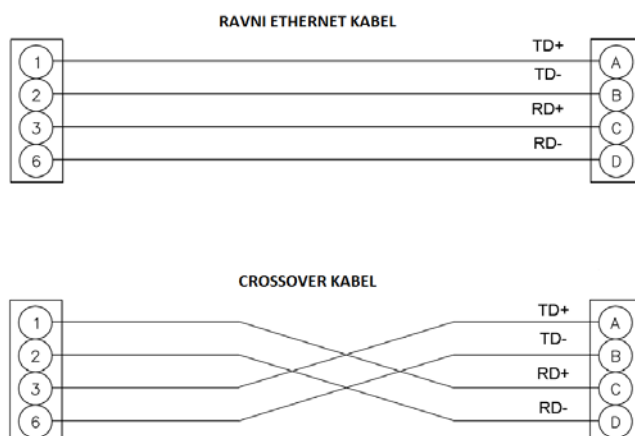 RAVNI ETHERNET KABEL
1 TD+ A
2 TD- B
3 RD+ C
6 RD- D
CROSSOVER KABEL
1 TD+ A
2 TD- B
3 RD+ C
6 RD- D